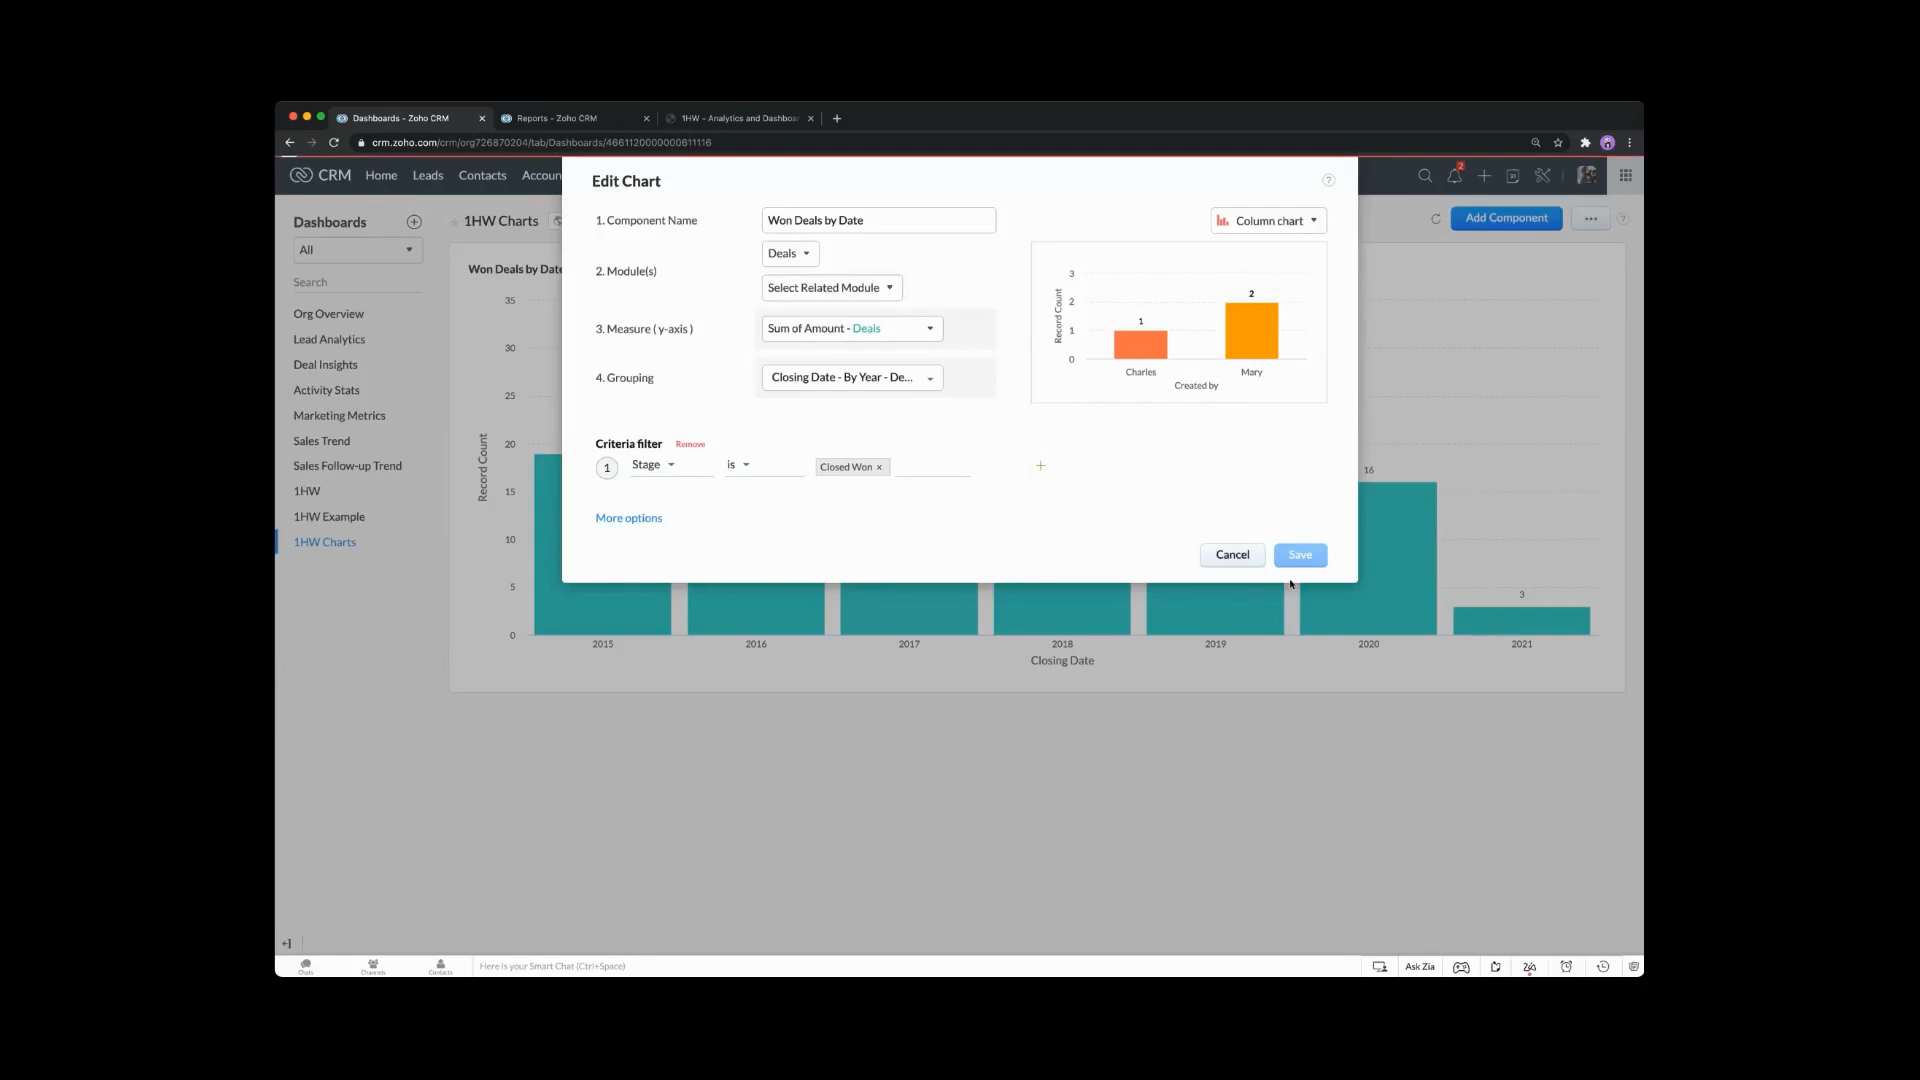 Dashboards - Zoho CRM
Reports - Zoho CRM
1HW - Analytics and Dashboar
crm.zoho.com/crm/org726870204/tab/Dashboards/4661120000000611116
CRM Home Leads Contacts Accoun
2
Dashboards
All
Search
Org Overview
Lead Analytics
Deal Insights
Activity Stats
Marketing Metrics
Sales Trend
Sales Follow-up Trend
1HW
1HW Example
1HW Charts
1HW Charts
Add Component
?
Won Deals by Date
Record Count
35
30
25
20
15
10
5
0
16
3
2015 2016 2017 2018 2019 2020 2021
Closing Date
Edit Chart
?
1. Component Name
Won Deals by Date
Column chart
2. Module(s)
Deals
Select Related Module
3. Measure ( y-axis )
Sum of Amount - Deals
4. Grouping
Closing Date - By Year - De...
Record Count
3
2
1
0
1
2
Charles Mary
Created by
Criteria filter Remove
1 Stage is Closed Won ×
More options
Cancel Save
Chats Channels Contacts
Here is your Smart Chat (Ctrl+Space)
Ask Zia